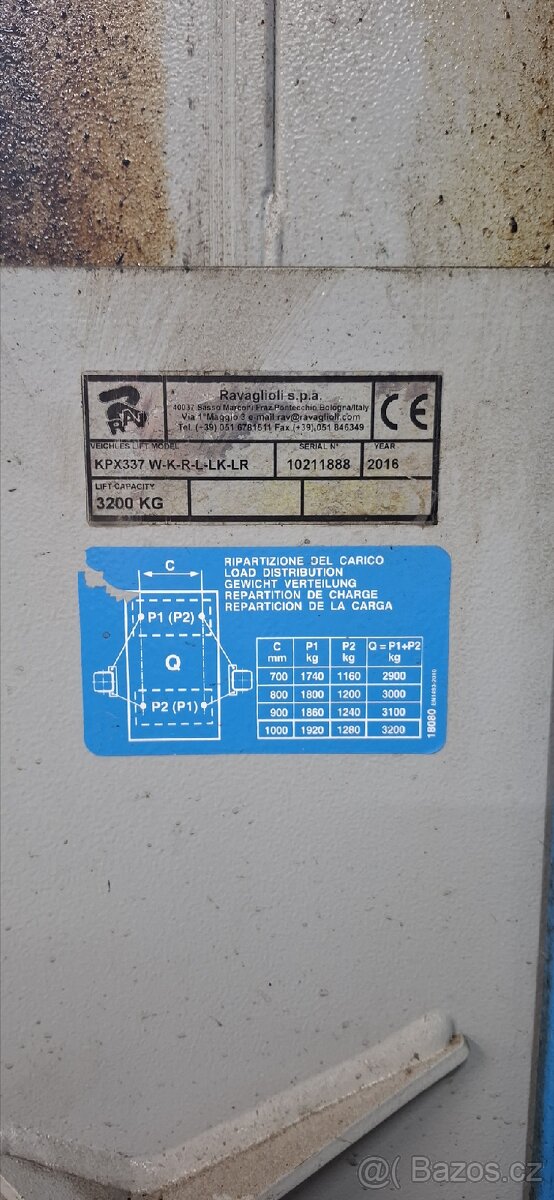 RAV
Ravaglioli s.p.a.
40037 Sasso Marconi Fraz.Pontecchio Bologna/Italy
Via 1°Maggio 3 e-mail rav@ravaglioli.com
Tel. (+39) 051 6781511 Fax (+39).051 846349
CE
VEICHLES LIFT MODEL
SERIAL N°
YEAR
KPX337 W-K-R-L-LK-LR
10211888
2016
LIFT CAPACITY
3200 KG
RIPARTIZIONE DEL CARICO
LOAD DISTRIBUTION
GEWICHT VERTEILUNG
REPARTITION DE CHARGE
REPARTICION DE LA CARGA
C
P1 (P2)
Q
P2 (P1)
C mm P1 kg P2 kg Q = P1+P2 kg
700 1740 1160 2900
800 1800 1200 3000
900 1860 1240 3100
1000 1920 1280 3200
18080 EN1493:2010
@ Bazos.cz